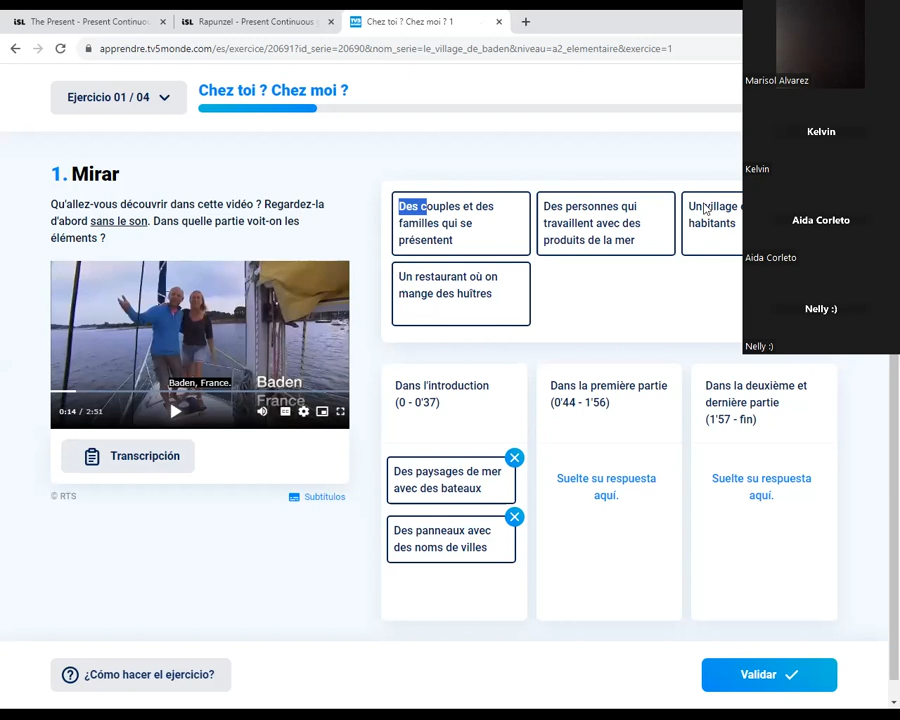 The Present - Present Continuou
Rapunzel - Present Continuous
Chez toi ? Chez moi ? 1
apprendre.tv5monde.com/es/exercice/20691?id_serie=20690&nom_serie=le_village_de_baden&niveau=a2_elementaire&exercice=1
Marisol Alvarez
Kelvin
Kelvin
Aida Corleto
Aida Corleto
Nelly :)
Nelly :)
Ejercicio 01 / 04
Chez toi ? Chez moi ?
1. Mirar
Qu'allez-vous découvrir dans cette vidéo ? Regardez-la
d'abord sans le son. Dans quelle partie voit-on les
éléments ?
Baden, France.
Baden
France
0:14 / 2:51
Transcripción
© RTS
Subtítulos
Des couples et des
familles qui se
présentent
Des personnes qui
travaillent avec des
produits de la mer
Un village
habitants
Un restaurant où on
mange des huîtres
Dans l'introduction
(0 - 0'37)
Des paysages de mer
avec des bateaux
Des panneaux avec
des noms de villes
Dans la première partie
(0'44 - 1'56)
Suelte su respuesta
aquí.
Dans la deuxième et
dernière partie
(1'57 - fin)
Suelte su respuesta
aquí.
¿Cómo hacer el ejercicio?
Validar